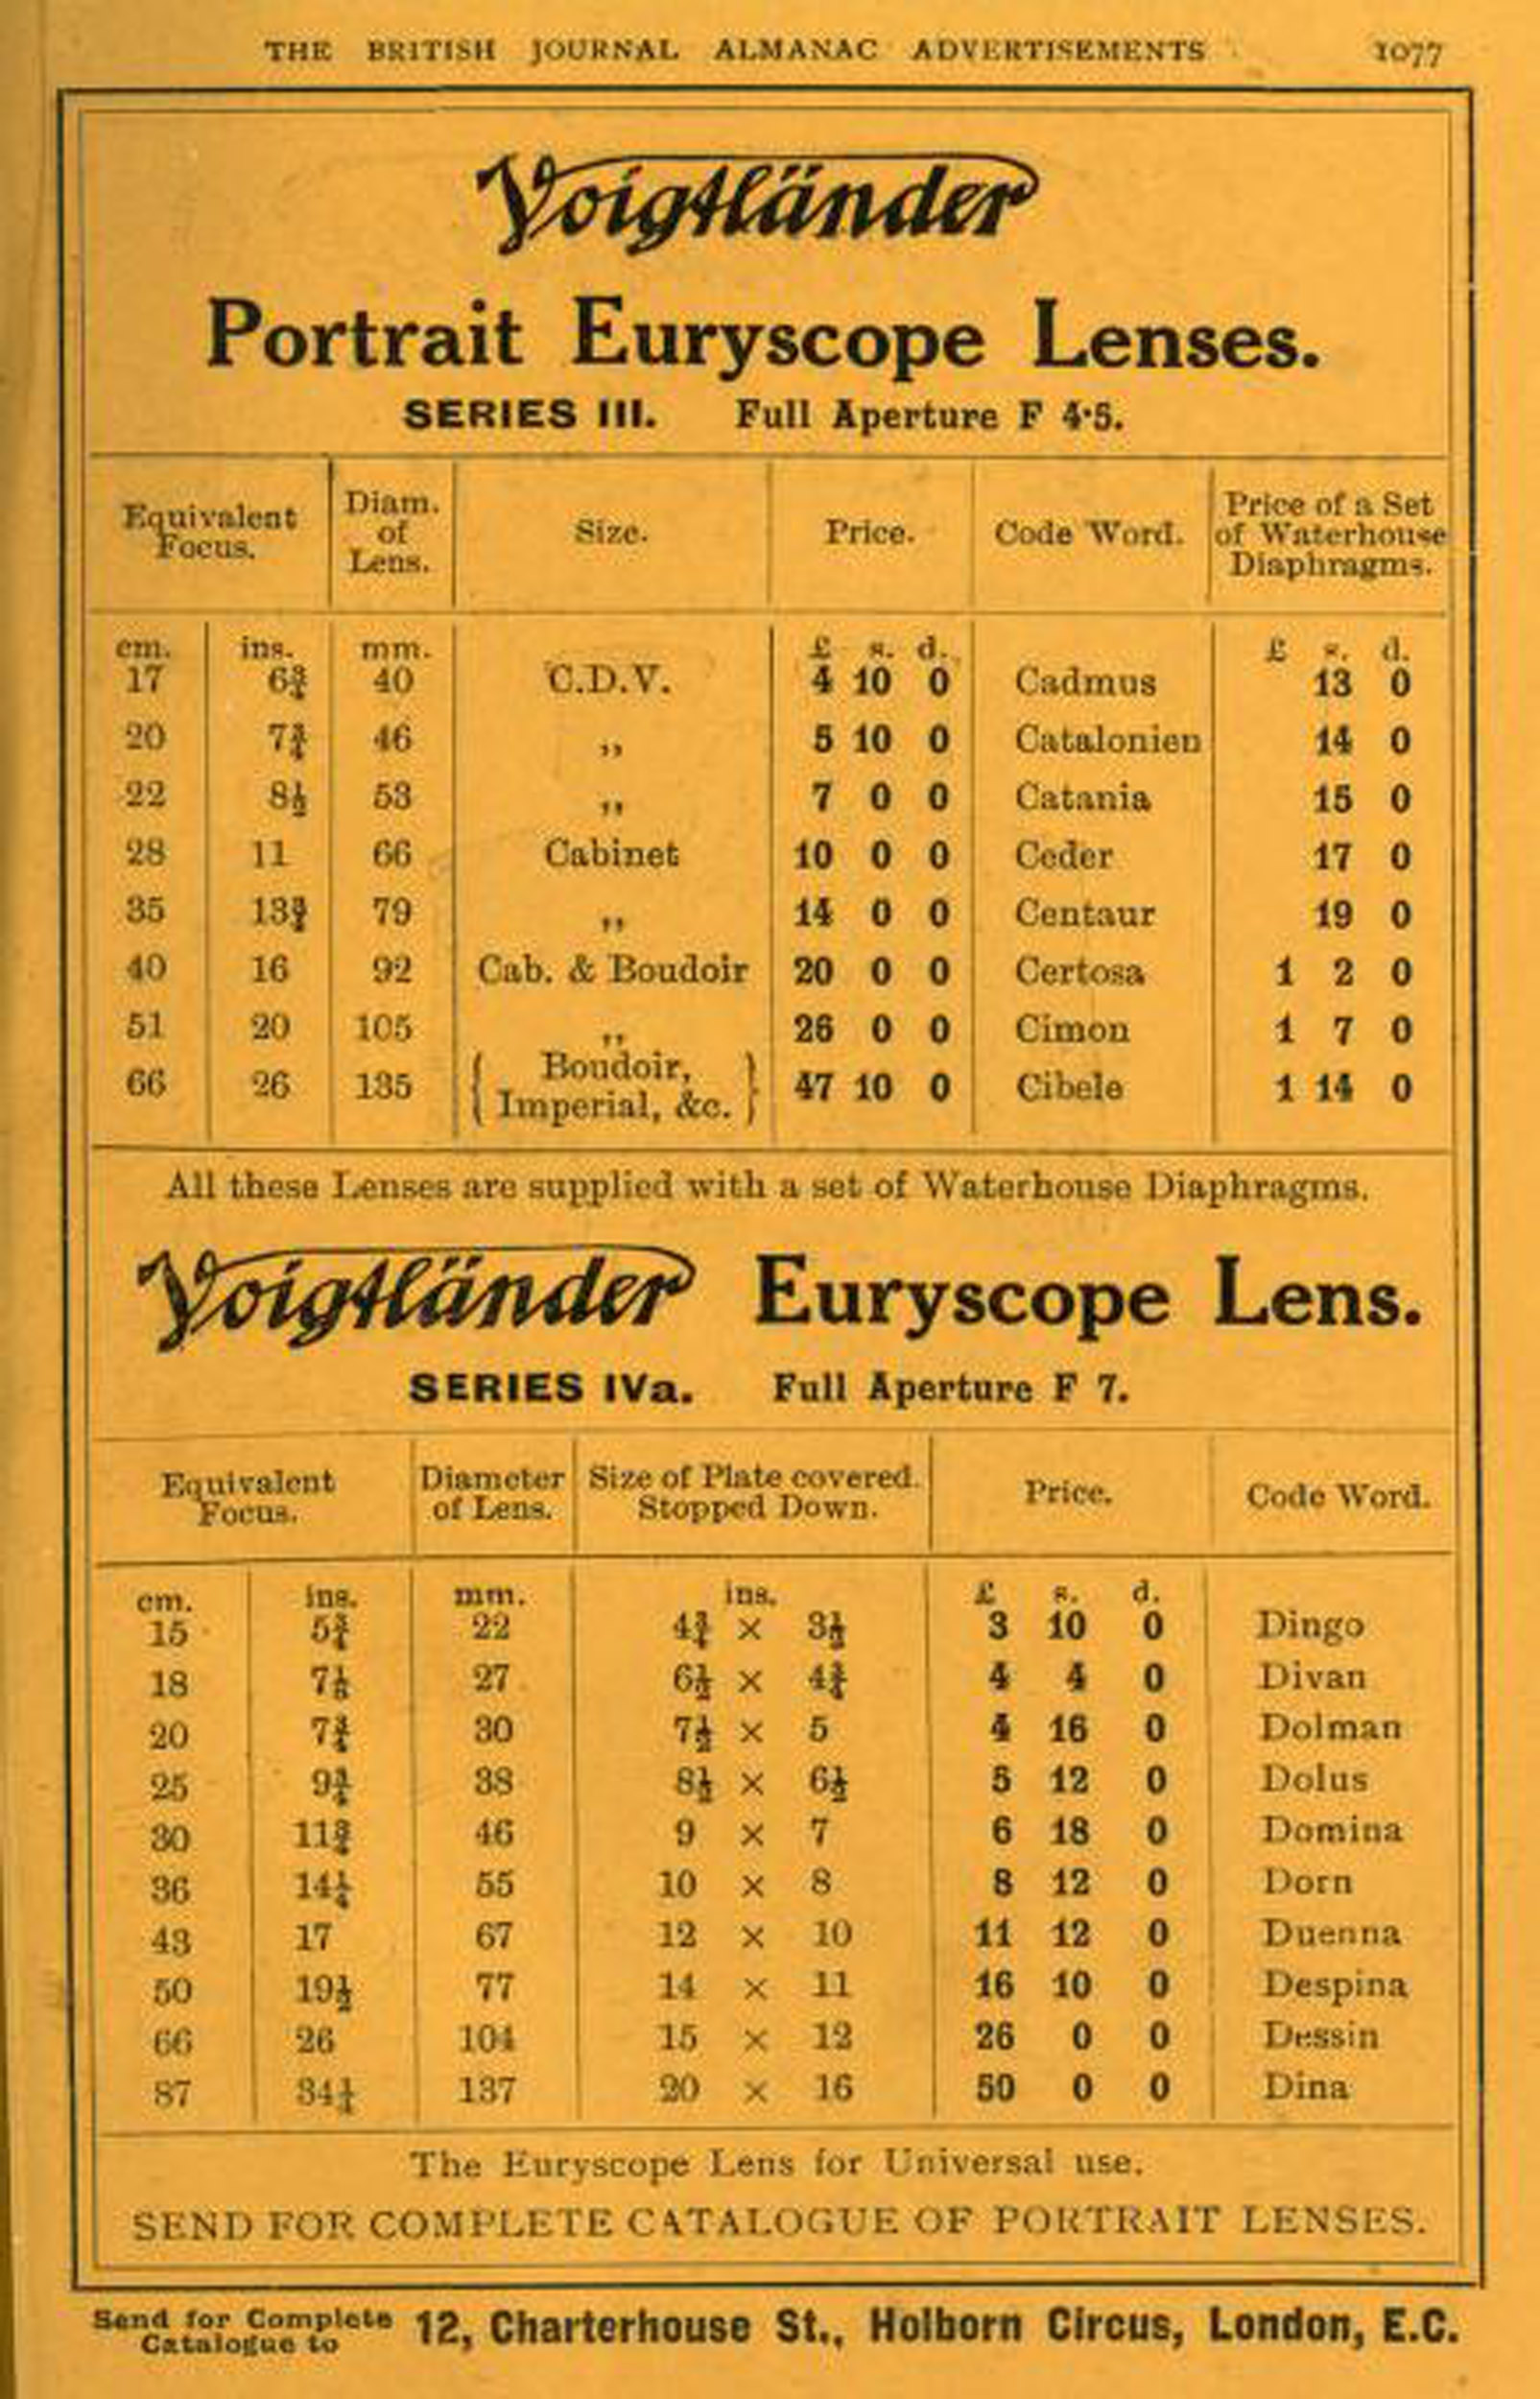 THE BRITISH JOURNAL ALMANAC ADVERTISEMENTS 1077
Voigtländer
Portrait Euryscope Lenses.
SERIES III. Full Aperture F 4·5.
Equivalent Focus. Diam. of Lens. Size. Price. Code Word. Price of a Set of Waterhouse Diaphragms.
cm. ins. mm. £ s. d. £ s. d.
17 6¾ 40 C.D.V. 4 10 0 Cadmus 13 0
20 7¾ 46 ,, 5 10 0 Catalonien 14 0
22 8½ 53 ,, 7 0 0 Catania 15 0
28 11 66 Cabinet 10 0 0 Ceder 17 0
35 13¾ 79 ,, 14 0 0 Centaur 19 0
40 16 92 Cab. & Boudoir 20 0 0 Certosa 1 2 0
51 20 105 ,, 26 0 0 Cimon 1 7 0
66 26 135 { Boudoir, Imperial, &c. } 47 10 0 Cibele 1 14 0
All these Lenses are supplied with a set of Waterhouse Diaphragms.
Voigtländer Euryscope Lens.
SERIES IVa. Full Aperture F 7.
Equivalent Focus. Diameter of Lens. Size of Plate covered. Stopped Down. Price. Code Word.
cm. ins. mm. ins. £ s. d.
15 5¾ 22 4¾ × 3½ 3 10 0 Dingo
18 7⅛ 27 6½ × 4¾ 4 4 0 Divan
20 7¾ 30 7½ × 5 4 16 0 Dolman
25 9¾ 38 8½ × 6½ 5 12 0 Dolus
30 11¾ 46 9 × 7 6 18 0 Domina
36 14¼ 55 10 × 8 8 12 0 Dorn
43 17 67 12 × 10 11 12 0 Duenna
50 19½ 77 14 × 11 16 10 0 Despina
66 26 104 15 × 12 26 0 0 Dessin
87 34¼ 137 20 × 16 50 0 0 Dina
The Euryscope Lens for Universal use.
SEND FOR COMPLETE CATALOGUE OF PORTRAIT LENSES.
Send for Complete Catalogue to 12, Charterhouse St., Holborn Circus, London, E.C.